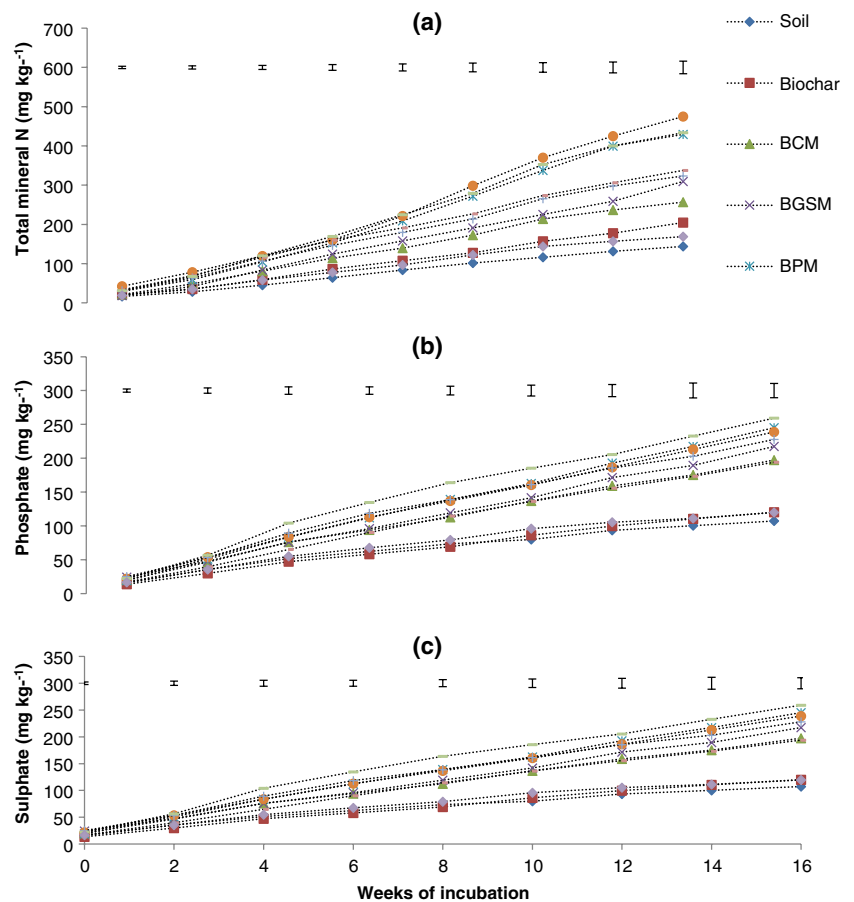 (a)
Total mineral N (mg kg⁻¹)
700
600
500
400
300
200
100
0
Soil
Biochar
BCM
BGSM
BPM
(b)
Phosphate (mg kg⁻¹)
350
300
250
200
150
100
50
0
(c)
Sulphate (mg kg⁻¹)
350
300
250
200
150
100
50
0
0 2 4 6 8 10 12 14 16
Weeks of incubation